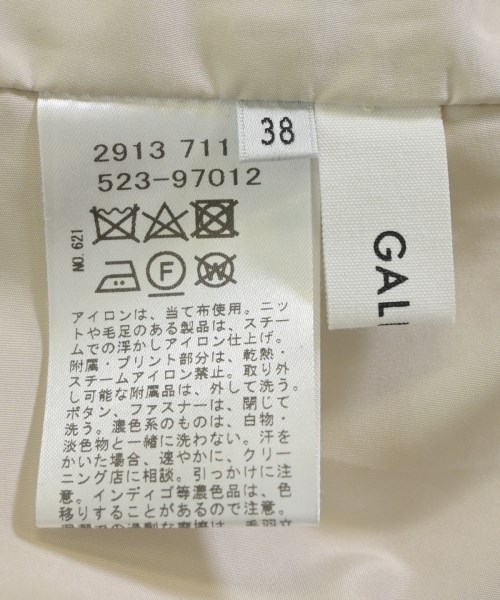 38
2913 711
523-97012
NO.621
F
W
アイロンは、当て布使用。ニッ
トや毛足のある製品は、スチー
ムでの浮かしアイロン仕上げ。
附属・プリント部分は、乾熱・
スチームアイロン禁止。取り外
し可能な附属品は、外して洗う。
ボタン、ファスナーは、閉じて
洗う。濃色系のものは、白物・
淡色物と一緒に洗わない。汗を
かいた場合、速やかに、クリー
ニング店に相談。引っかけに注
意。インディゴ等濃色品は、色
移りすることがあるので注意。
GAL